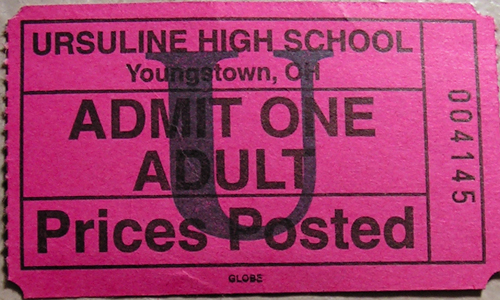 URSULINE HIGH SCHOOL
Youngstown, OH
ADMIT ONE
ADULT
U
Prices Posted
004145
GLOBE